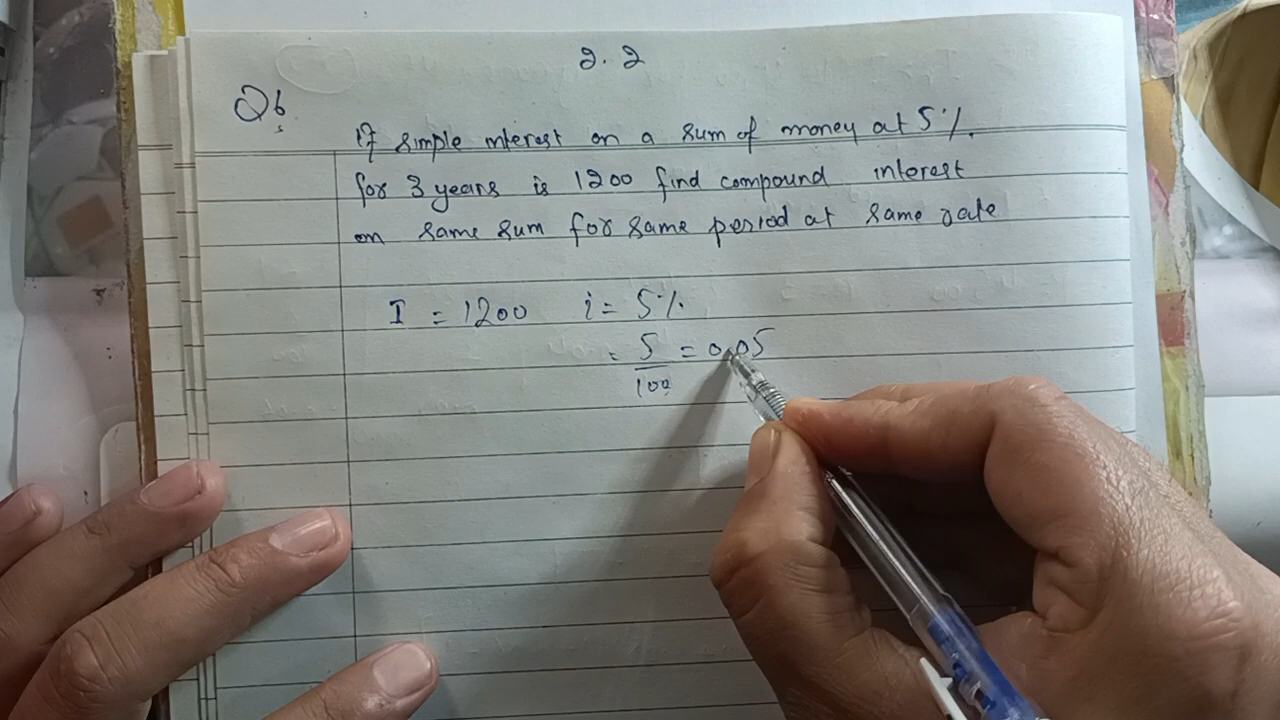 2.2
Q6
If simple interest on a sum of money at 5%.
for 3 years is 1200 find compound interest
on same sum for same period at same rate
I = 1200 i = 5%
= 5/100 = 0.05